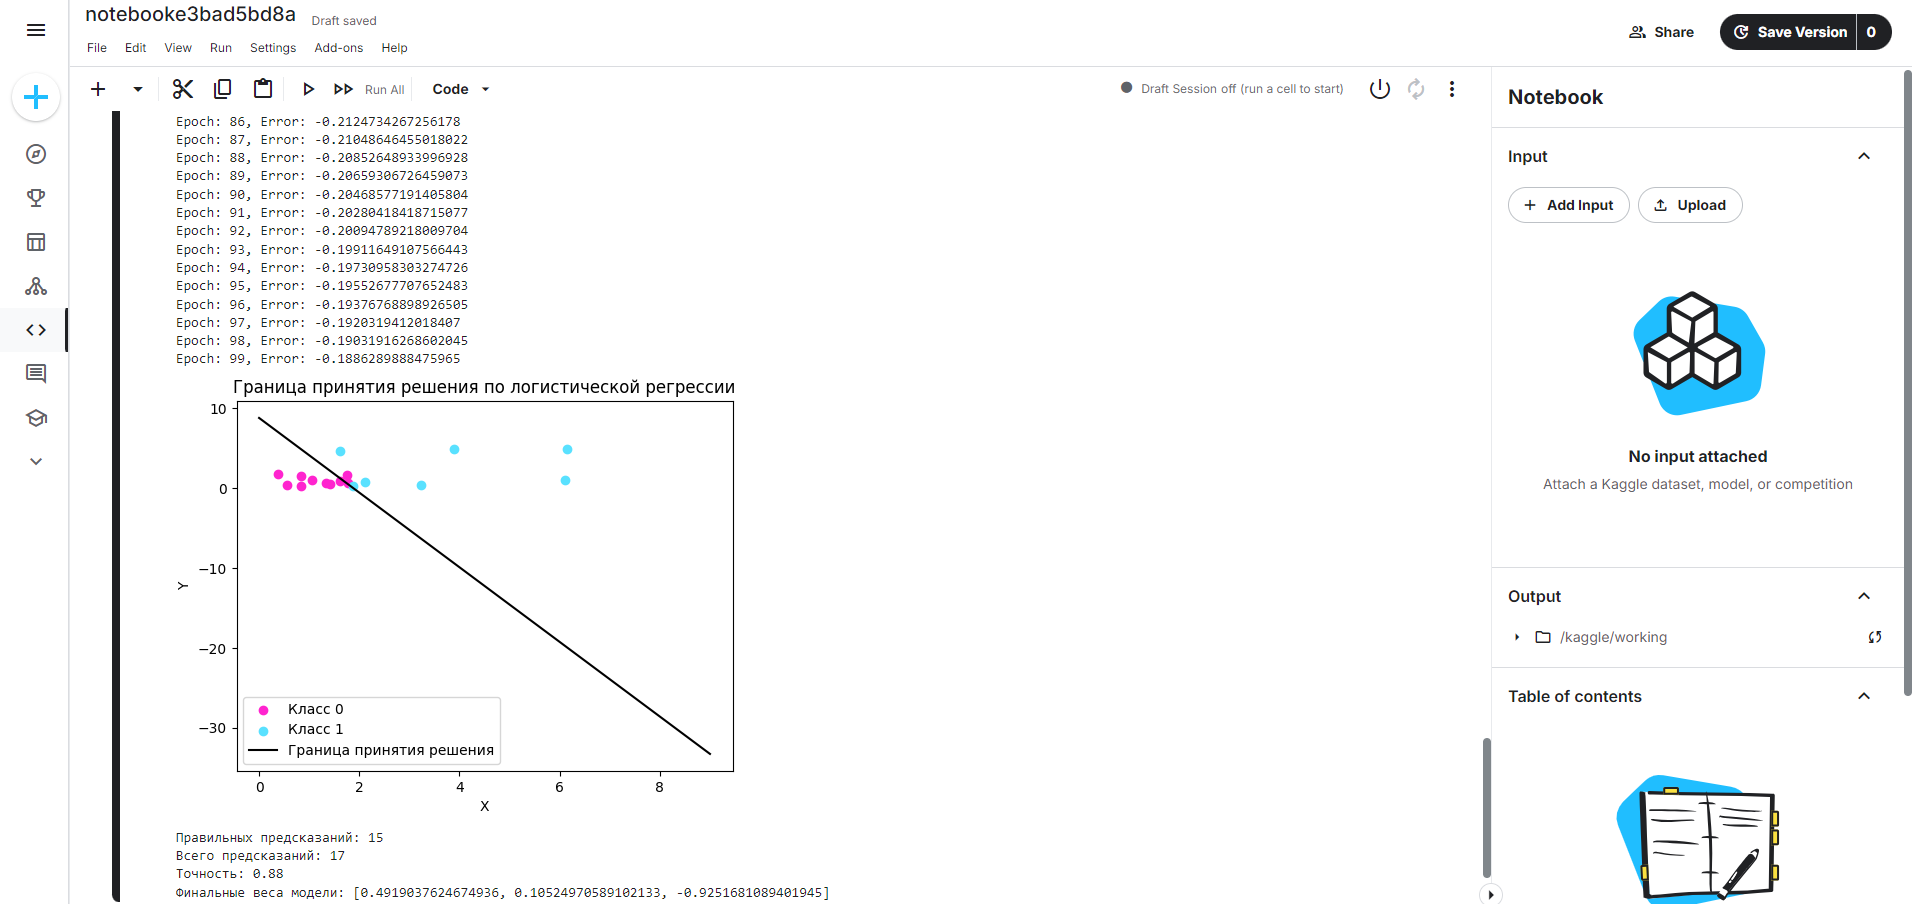 notebooke3bad5bd8a
Draft saved
File Edit View Run Settings Add-ons Help
Share
Save Version 0
Run All
Code
Draft Session off (run a cell to start)
Epoch: 86, Error: -0.2124734267256178
Epoch: 87, Error: -0.21048646455018022
Epoch: 88, Error: -0.20852648933996928
Epoch: 89, Error: -0.20659306726459073
Epoch: 90, Error: -0.20468577191405804
Epoch: 91, Error: -0.20280418418715077
Epoch: 92, Error: -0.20094789218009704
Epoch: 93, Error: -0.19911649107566443
Epoch: 94, Error: -0.19730958303274726
Epoch: 95, Error: -0.19552677707652483
Epoch: 96, Error: -0.19376768898926505
Epoch: 97, Error: -0.1920319412018407
Epoch: 98, Error: -0.19031916268602045
Epoch: 99, Error: -0.1886289888475965
Граница принятия решения по логистической регрессии
10
0
−10
−20
−30
Y
Класс 0
Класс 1
Граница принятия решения
0 2 4 6 8
X
Правильных предсказаний: 15
Всего предсказаний: 17
Точность: 0.88
Финальные веса модели: [0.4919037624674936, 0.10524970589102133, -0.9251681089401945]
Notebook
Input
Add Input
Upload
No input attached
Attach a Kaggle dataset, model, or competition
Output
/kaggle/working
Table of contents